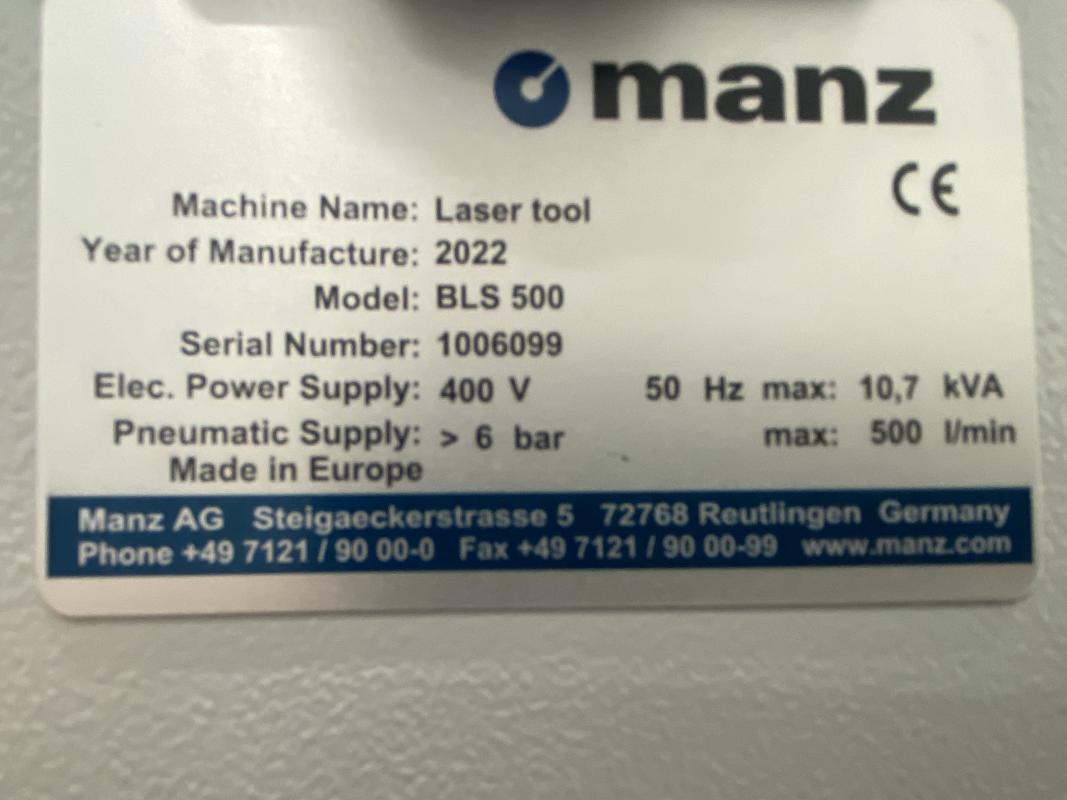 manz
CE
Machine Name: Laser tool
Year of Manufacture: 2022
Model: BLS 500
Serial Number: 1006099
Elec. Power Supply: 400 V 50 Hz max: 10,7 kVA
Pneumatic Supply: > 6 bar max: 500 l/min
Made in Europe
Manz AG Steigaeckerstrasse 5 72768 Reutlingen Germany
Phone +49 7121 / 90 00-0 Fax +49 7121 / 90 00-99 www.manz.com